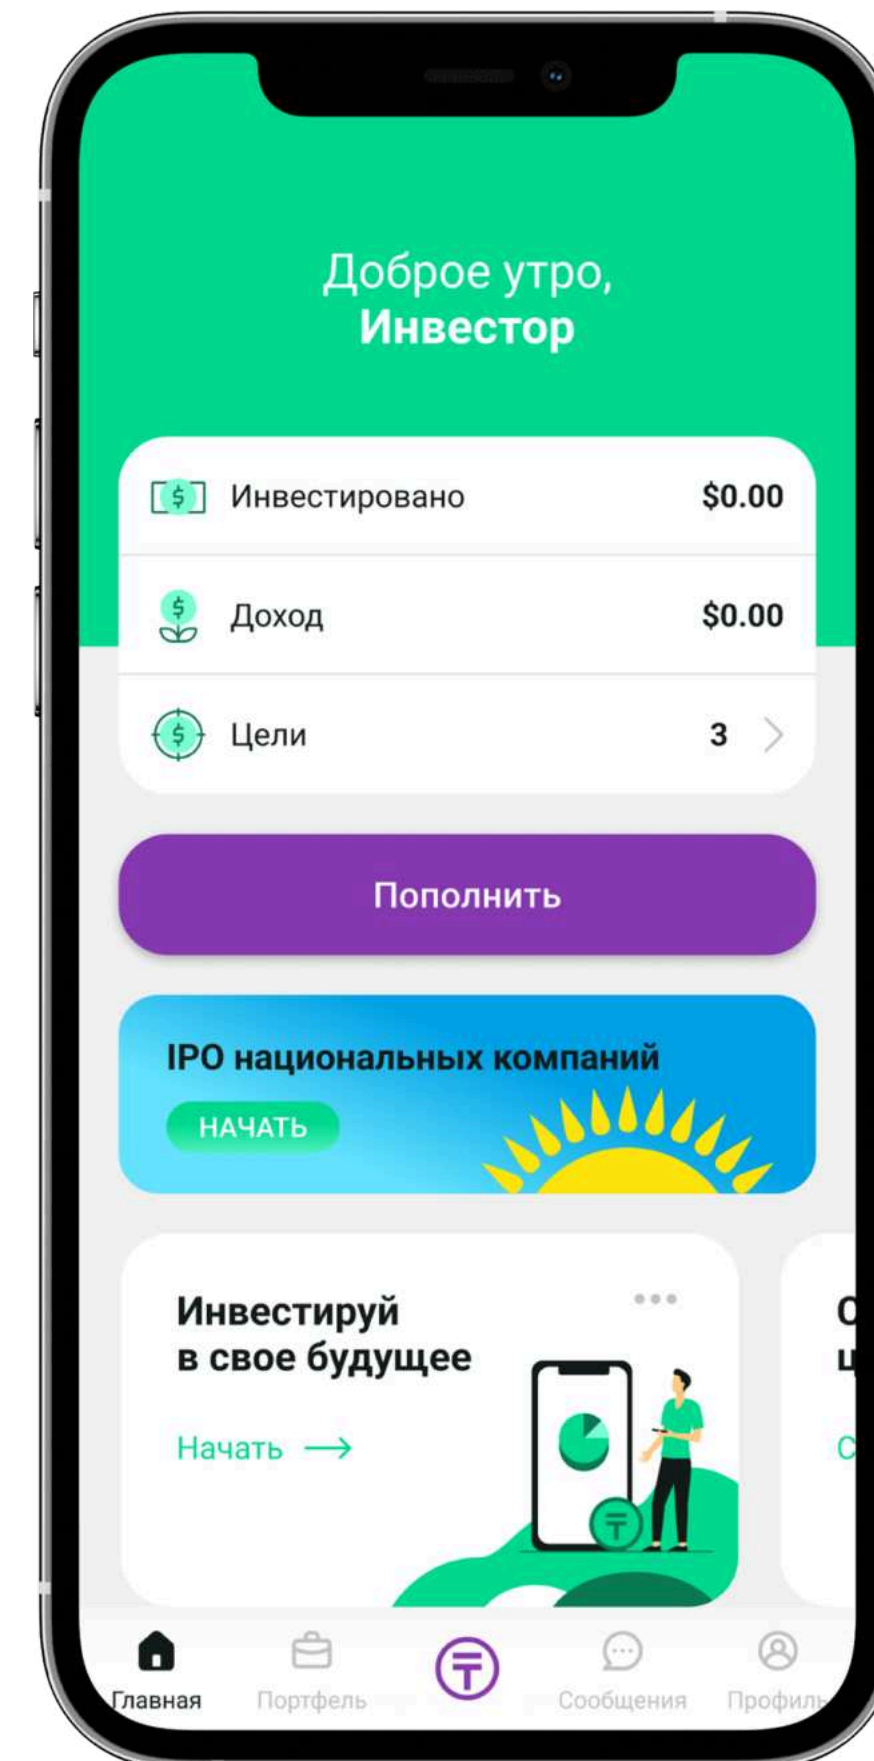 Доброе утро,
Инвестор
Инвестировано $0.00
Доход $0.00
Цели 3
Пополнить
IPO национальных компаний
НАЧАТЬ
Инвестируй
в свое будущее
Начать →
Главная Портфель Сообщения Профиль